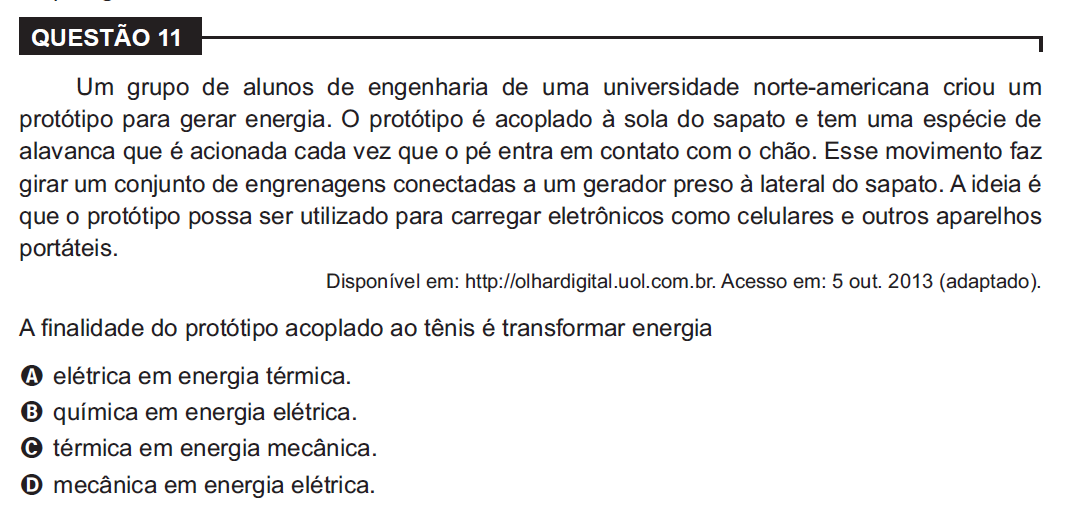 QUESTÃO 11
Um grupo de alunos de engenharia de uma universidade norte-americana criou um
protótipo para gerar energia. O protótipo é acoplado à sola do sapato e tem uma espécie de
alavanca que é acionada cada vez que o pé entra em contato com o chão. Esse movimento faz
girar um conjunto de engrenagens conectadas a um gerador preso à lateral do sapato. A ideia é
que o protótipo possa ser utilizado para carregar eletrônicos como celulares e outros aparelhos
portáteis.
Disponível em: http://olhardigital.uol.com.br. Acesso em: 5 out. 2013 (adaptado).
A finalidade do protótipo acoplado ao tênis é transformar energia
A elétrica em energia térmica.
B química em energia elétrica.
C térmica em energia mecânica.
D mecânica em energia elétrica.